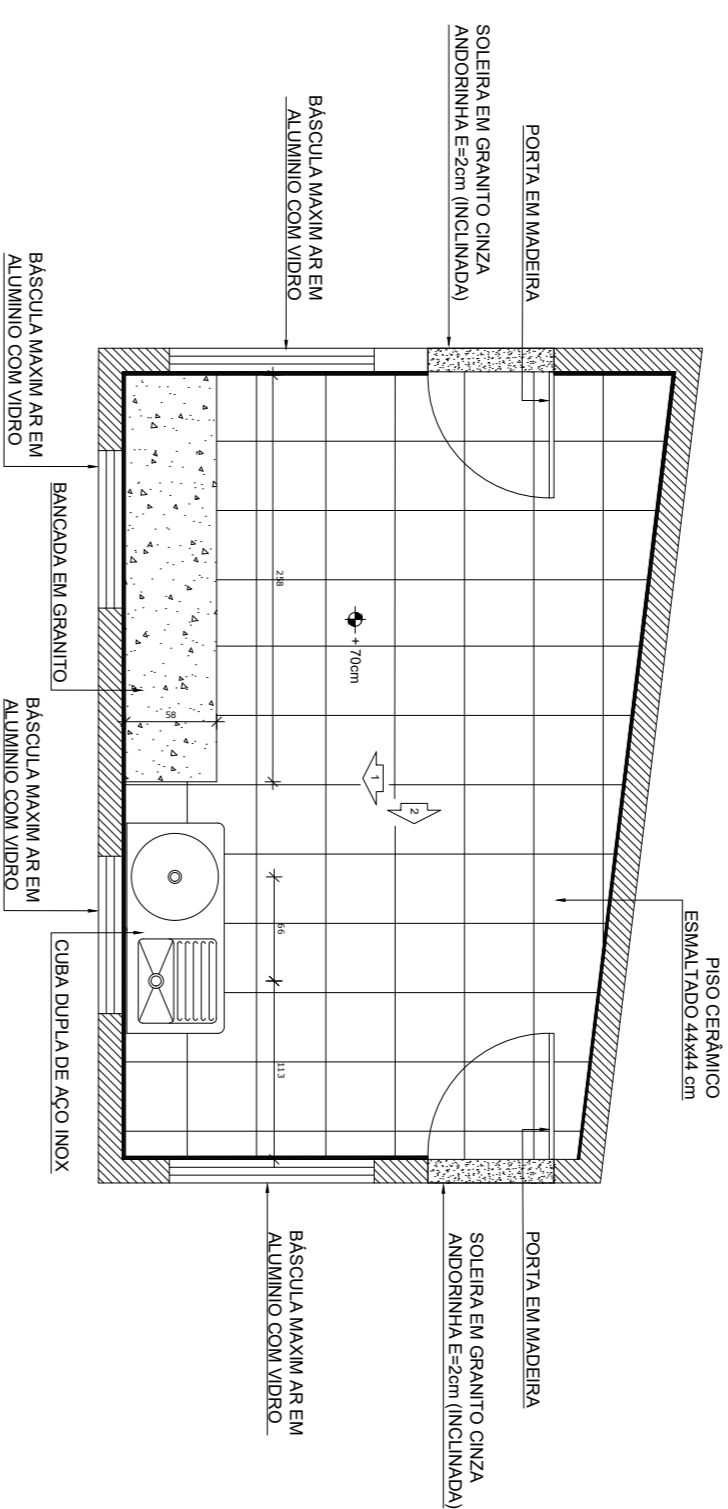 SOLEIRA EM GRANITO CINZA
ANDORINHA E=2cm (INCLINADA)
PORTA EM MADEIRA
BÁSCULA MAXIM AR EM
ALUMINIO COM VIDRO
BÁSCULA MAXIM AR EM
ALUMINIO COM VIDRO
BANCADA EM GRANITO
BÁSCULA MAXIM AR EM
ALUMINIO COM VIDRO
CUBA DUPLA DE AÇO INOX
BÁSCULA MAXIM AR EM
ALUMINIO COM VIDRO
PISO CERÂMICO
ESMALTADO 44x44 cm
PORTA EM MADEIRA
SOLEIRA EM GRANITO CINZA
ANDORINHA E=2cm (INCLINADA)
258
58
+ 70cm
1
2
66
113